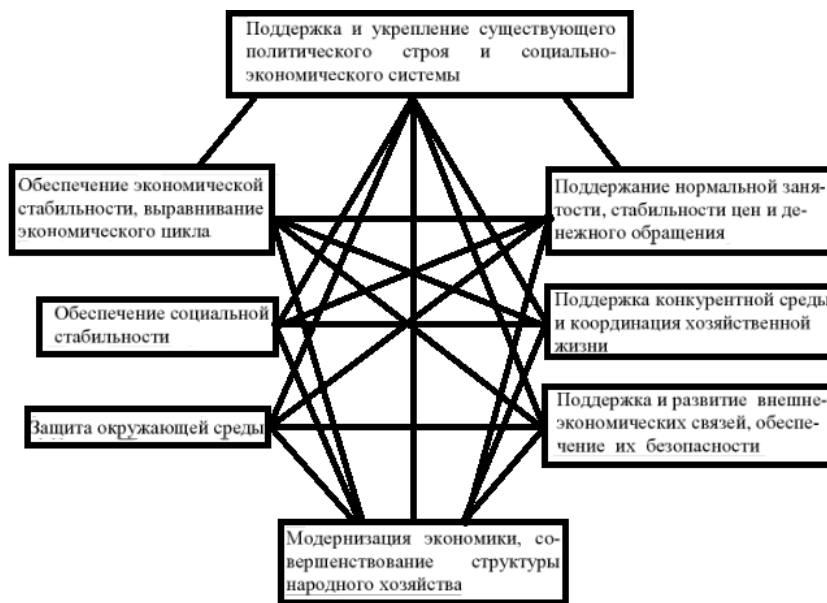 Поддержка и укрепление существующего
политического строя и социально-
экономического системы
Обеспечение экономической
стабильности, выравнивание
экономического цикла
Поддержание нормальной заня-
тости, стабильности цен и де-
нежного обращения
Обеспечение социальной
стабильности
Поддержка конкурентной среды
и координация хозяйственной
жизни
Защита окружающей среды
Поддержка и развитие внешне-
экономических связей, обеспе-
чение их безопасности
Модернизация экономики, со-
вершенствование структуры
народного хозяйства